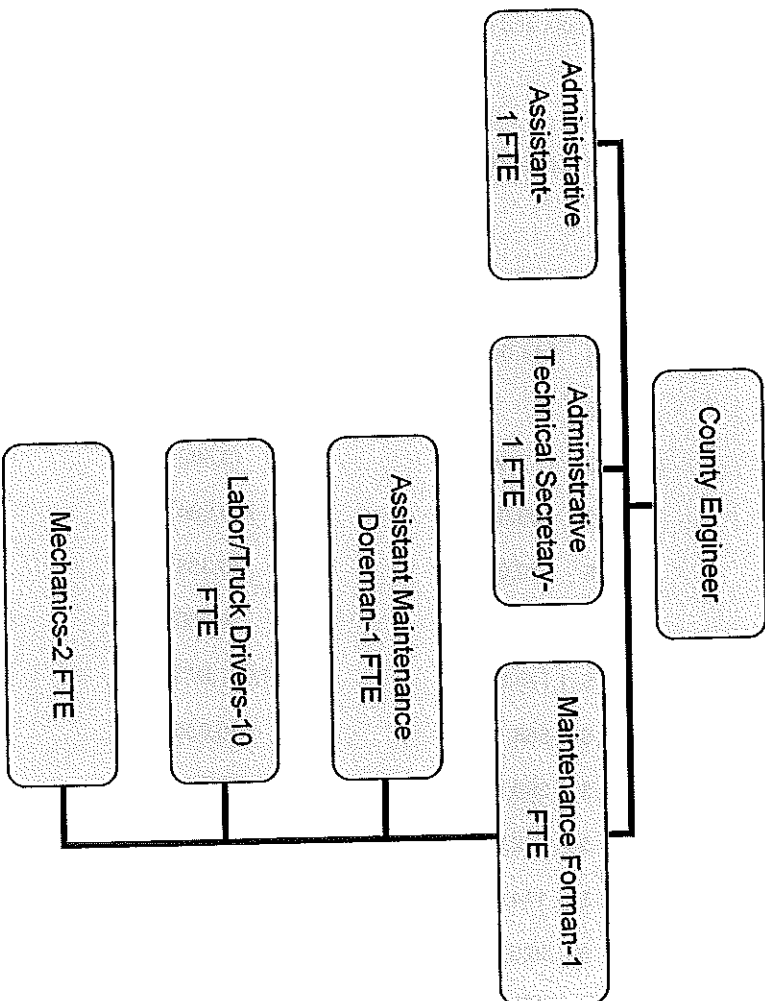 County Engineer
Administrative
Assistant-
1 FTE
Administrative
Technical Secretary-
1 FTE
Maintenance Forman-1
FTE
Assistant Maintenance
Doreman-1 FTE
Labor/Truck Drivers-10
FTE
Mechanics-2 FTE